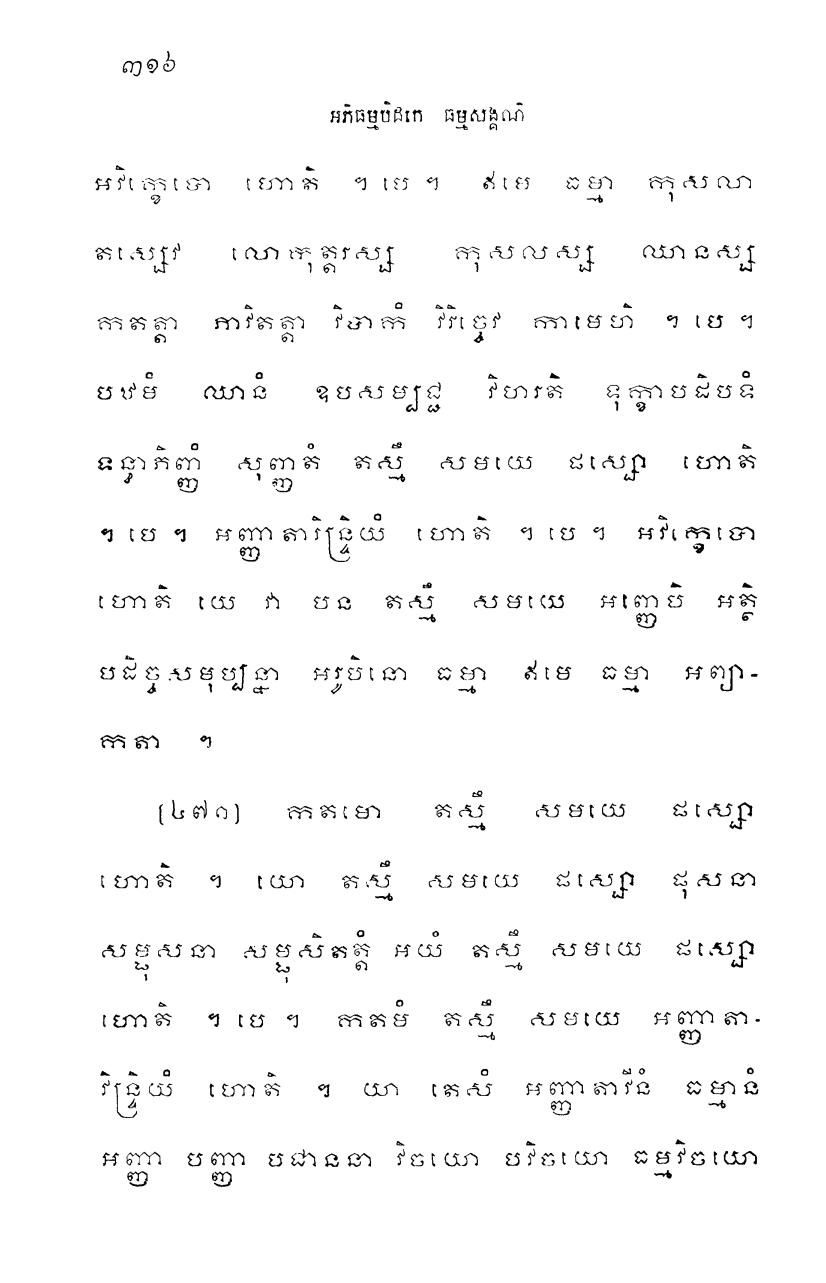 ៣១៦
អភិធម្មបិដកេ ធម្មសង្គណិ
អវិក្ខេបោ ហោតិ ។ បេ ។ ឥមេ ធម្មា កុសលា
តស្សេវ លោកុត្តរស្ស កុសលស្ស ឈានស្ស
កតត្តា ភាវិតត្តា វិបាកំ វិវិច្ចេវ កាមេហិ ។ បេ ។
បឋមំ ឈានំ ឧបសម្បជ្ជ វិហរតិ ទុក្ខាបដិបទំ
ទន្ធាភិញ្ញំ សុញ្ញតំ តស្មឹ សមយេ ផស្សោ ហោតិ
។ បេ ។ អញ្ញាតាវិន្ទ្រិយំ ហោតិ ។ បេ ។ អវិក្ខេបោ
ហោតិ យេ វា បន តស្មឹ សមយេ អញ្ញេបិ អត្ថិ
បដិច្ចសមុប្បន្នា អរូបិនោ ធម្មា ឥមេ ធម្មា អព្យា-
កតា ។
[៤៧០] កតមោ តស្មឹ សមយេ ផស្សោ
ហោតិ ។ យោ តស្មឹ សមយេ ផស្សោ ផុសនា
សម្ផុសនា សម្ផុសិតត្តំ អយំ តស្មឹ សមយេ ផស្សោ
ហោតិ ។ បេ ។ កតមំ តស្មឹ សមយេ អញ្ញាតា-
វិន្ទ្រិយំ ហោតិ ។ យា តេសំ អញ្ញាតាវីនំ ធម្មានំ
អញ្ញា បញ្ញា បជាននា វិចយោ បវិចយោ ធម្មវិចយោ